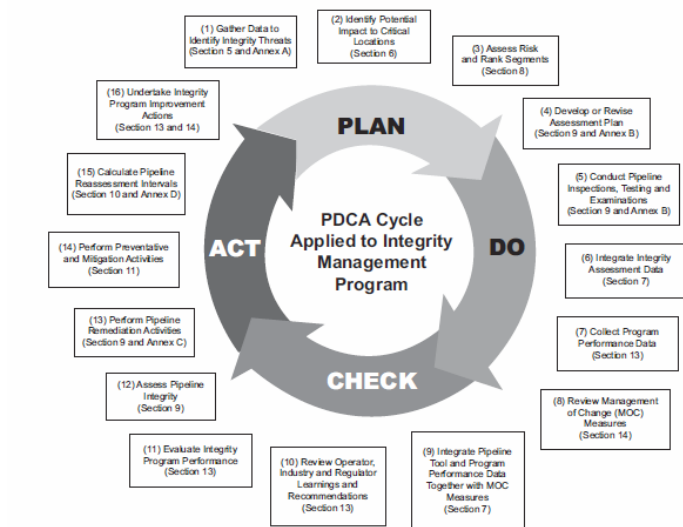 (1) Gather Data to
Identify Integrity Threats
(Section 5 and Annex A)
(2) Identify Potential
Impact to Critical
Locations
(Section 6)
(3) Assess Risk
and Rank Segments
(Section 8)
(4) Develop or Revise
Assessment Plan
(Section 9 and Annex B)
(5) Conduct Pipeline
Inspections, Testing and
Examinations
(Section 9 and Annex B)
(6) Integrate Integrity
Assessment Data
(Section 7)
(7) Collect Program
Performance Data
(Section 13)
(8) Review Management
of Change (MOC)
Measures
(Section 14)
(9) Integrate Pipeline
Tool and Program
Performance Data
Together with MOC
Measures
(Section 7)
(10) Review Operator,
Industry and Regulator
Learnings and
Recommendations
(Section 13)
(11) Evaluate Integrity
Program Performance
(Section 13)
(12) Assess Pipeline
Integrity
(Section 9)
(13) Perform Pipeline
Remediation Activities
(Section 9 and Annex C)
(14) Perform Preventative
and Mitigation Activities
(Section 11)
(15) Calculate Pipeline
Reassessment Intervals
(Section 10 and Annex D)
(16) Undertake Integrity
Program Improvement
Actions
(Section 13 and 14)
PLAN
DO
CHECK
ACT
PDCA Cycle
Applied to Integrity
Management
Program